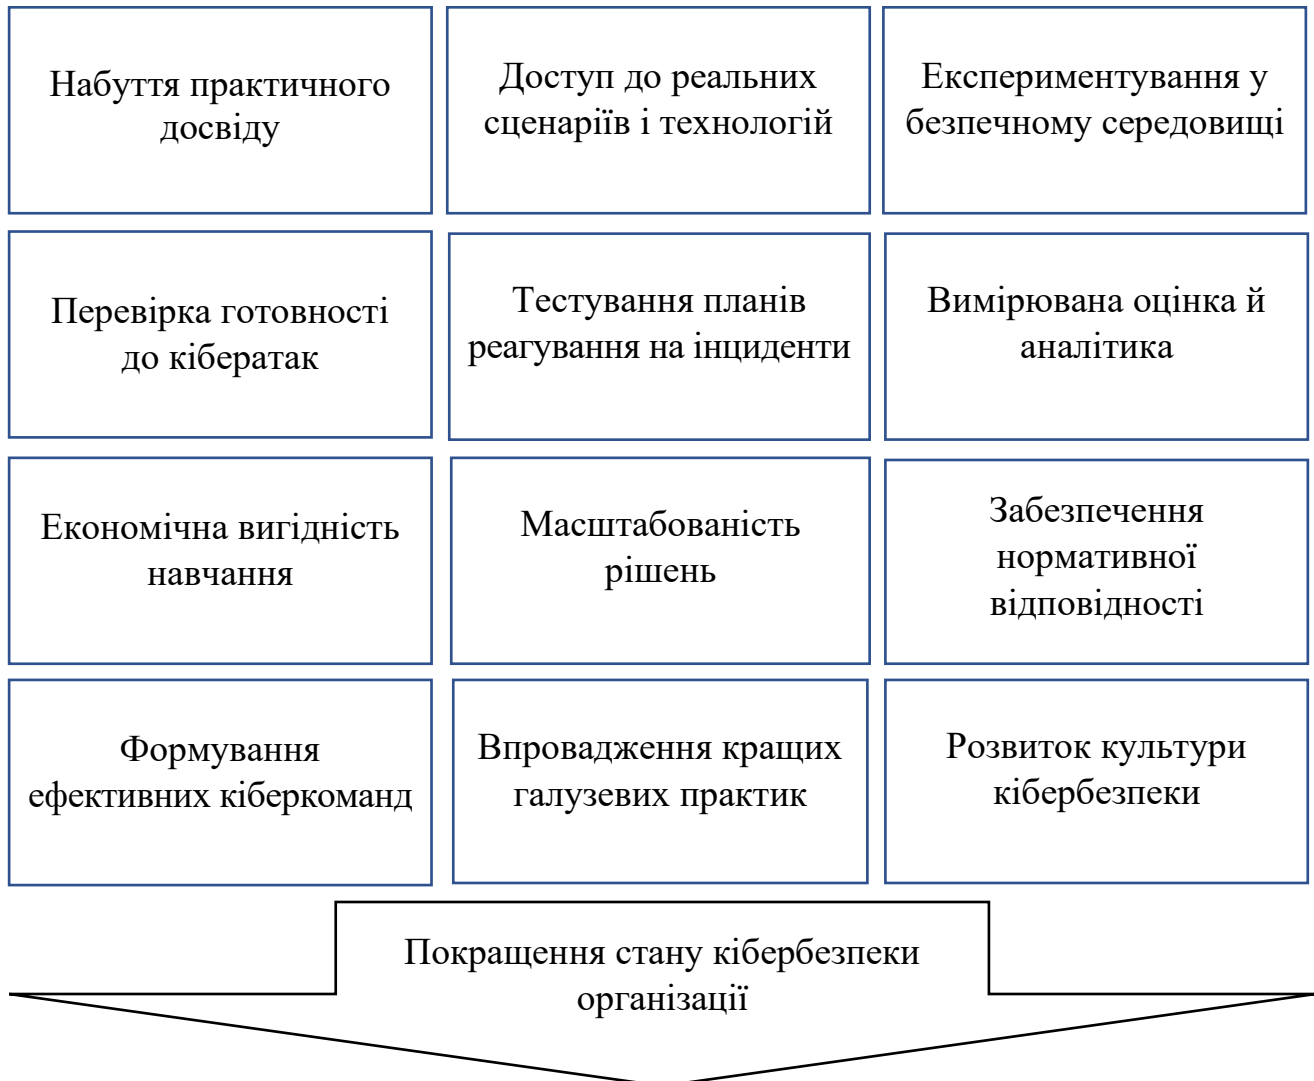 Набуття практичного
досвіду
Доступ до реальних
сценаріїв і технологій
Експериментування у
безпечному середовищі
Перевірка готовності
до кібератак
Тестування планів
реагування на інциденти
Вимірювана оцінка й
аналітика
Економічна вигідність
навчання
Масштабованість
рішень
Забезпечення
нормативної
відповідності
Формування
ефективних кіберкоманд
Впровадження кращих
галузевих практик
Розвиток культури
кібербезпеки
Покращення стану кібербезпеки
організації